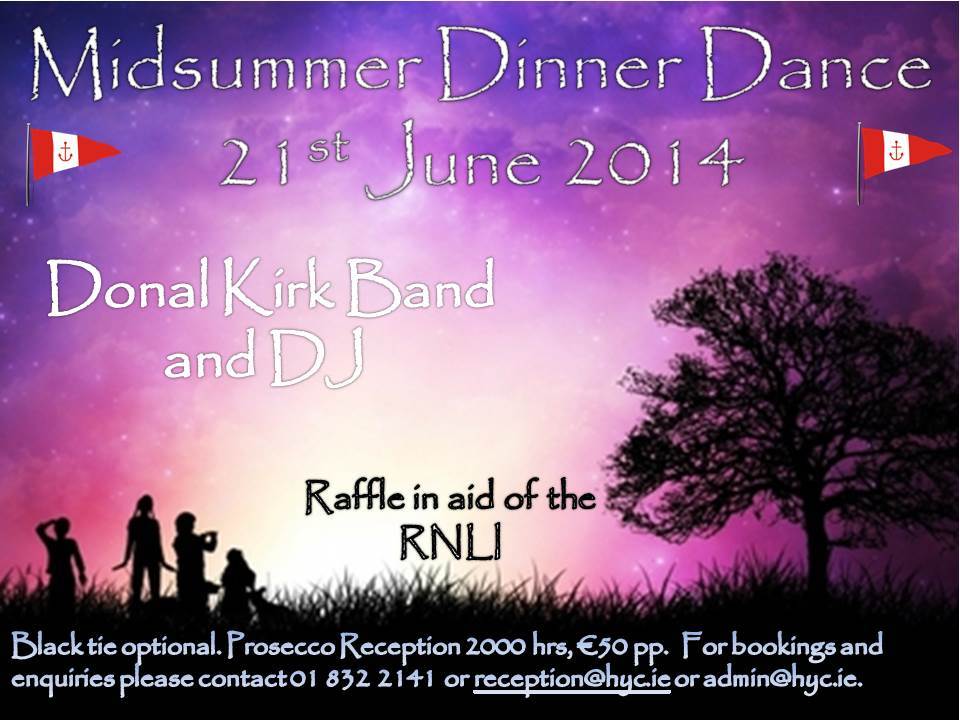 Midsummer Dinner Dance
21st June 2014
Donal Kirk Band
and DJ
Raffle in aid of the
RNLI
Black tie optional. Prosecco Reception 2000 hrs, €50 pp. For bookings and
enquiries please contact 01 832 2141 or reception@hyc.ie or admin@hyc.ie.